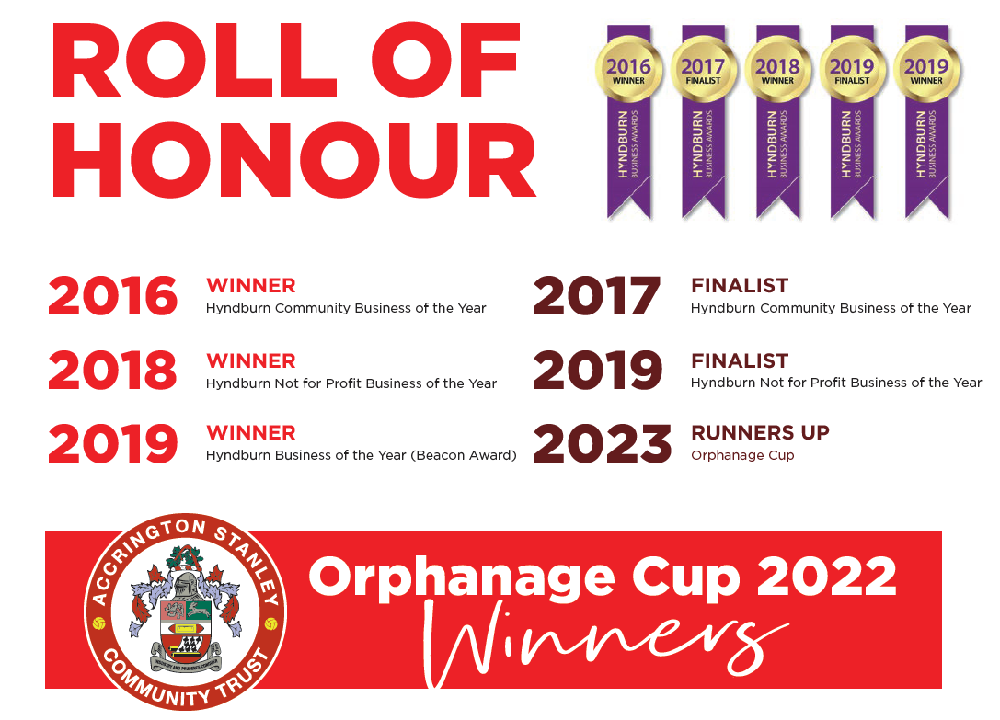 ROLL OF
HONOUR
2016
WINNER
HYNDBURN
BUSINESS AWARDS
2017
FINALIST
HYNDBURN
BUSINESS AWARDS
2018
WINNER
HYNDBURN
BUSINESS AWARDS
2019
FINALIST
HYNDBURN
BUSINESS AWARDS
2019
WINNER
HYNDBURN
BUSINESS AWARDS
2016
WINNER
Hyndburn Community Business of the Year
2017
FINALIST
Hyndburn Community Business of the Year
2018
WINNER
Hyndburn Not for Profit Business of the Year
2019
FINALIST
Hyndburn Not for Profit Business of the Year
2019
WINNER
Hyndburn Business of the Year (Beacon Award)
2023
RUNNERS UP
Orphanage Cup
ACCRINGTON STANLEY
INDUSTRY AND PRUDENCE CONQUER
COMMUNITY TRUST
Orphanage Cup 2022
Winners